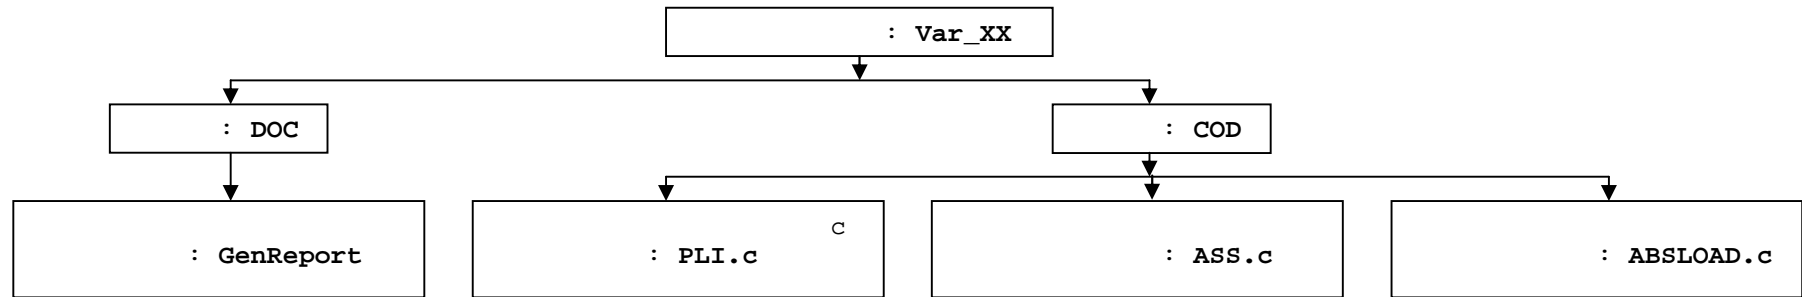 : Var_XX
: DOC
: COD
: GenReport
с
: PLI.c
: ASS.c
: ABSLOAD.c